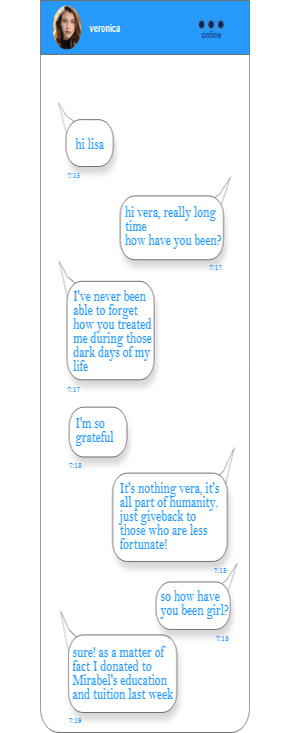 veronica
online
hi lisa
7:13
hi vera, really long
time
how have you been?
7:17
I've never been
able to forget
how you treated
me during those
dark days of my
life
7:17
I'm so
grateful
7:18
It's nothing vera, it's
all part of humanity.
just giveback to
those who are less
fortunate!
7:18
so how have
you been girl?
7:18
sure! as a matter of
fact I donated to
Mirabel's education
and tuition last week
7:19